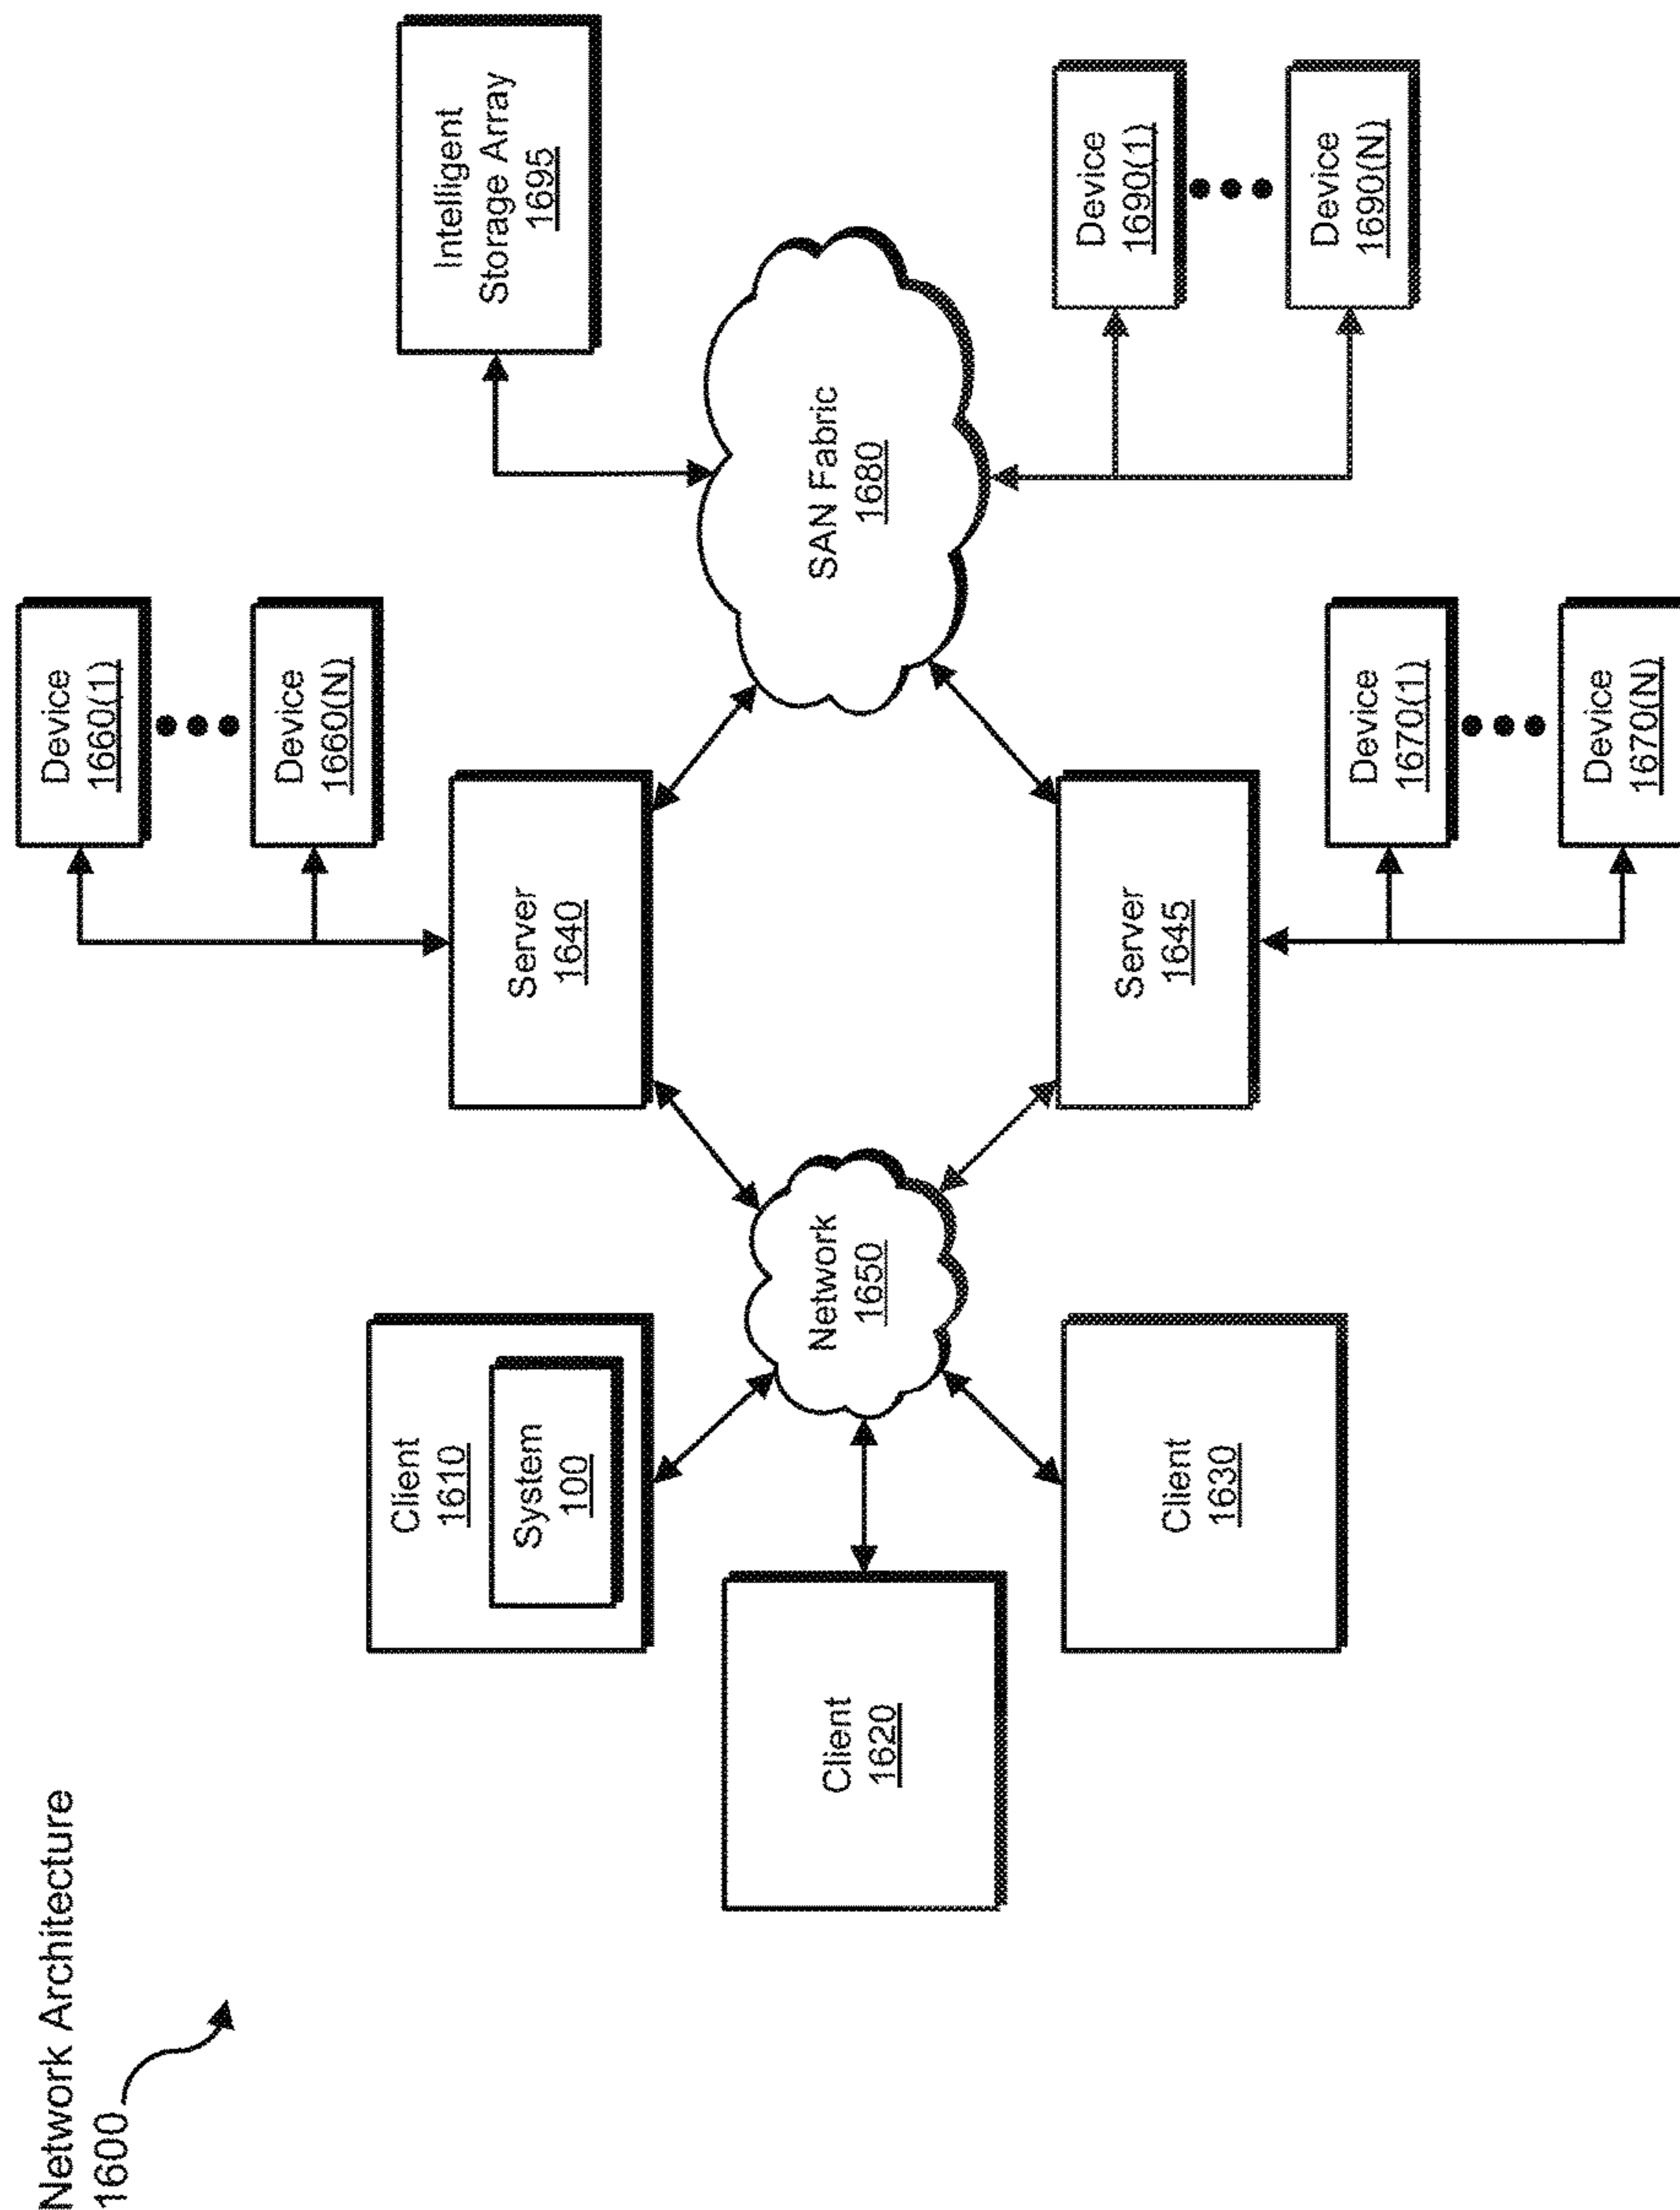 Network Architecture
1600
Client
1610
System
100
Client
1620
Client
1630
Network
1650
Server
1640
Server
1645
Device
1660(1)
Device
1660(N)
Device
1670(1)
Device
1670(N)
SAN Fabric
1680
Intelligent
Storage Array
1695
Device
1690(1)
Device
1690(N)